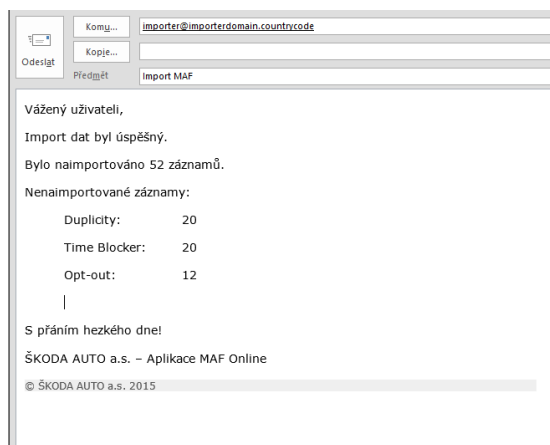 Komu...
importer@importerdomain.countrycode
Kopie...
Odeslat
Předmět
Import MAF
Vážený uživateli,
Import dat byl úspěšný.
Bylo naimportováno 52 záznamů.
Nenaimportované záznamy:
Duplicity: 20
Time Blocker: 20
Opt-out: 12
S přáním hezkého dne!
ŠKODA AUTO a.s. – Aplikace MAF Online
© ŠKODA AUTO a.s. 2015